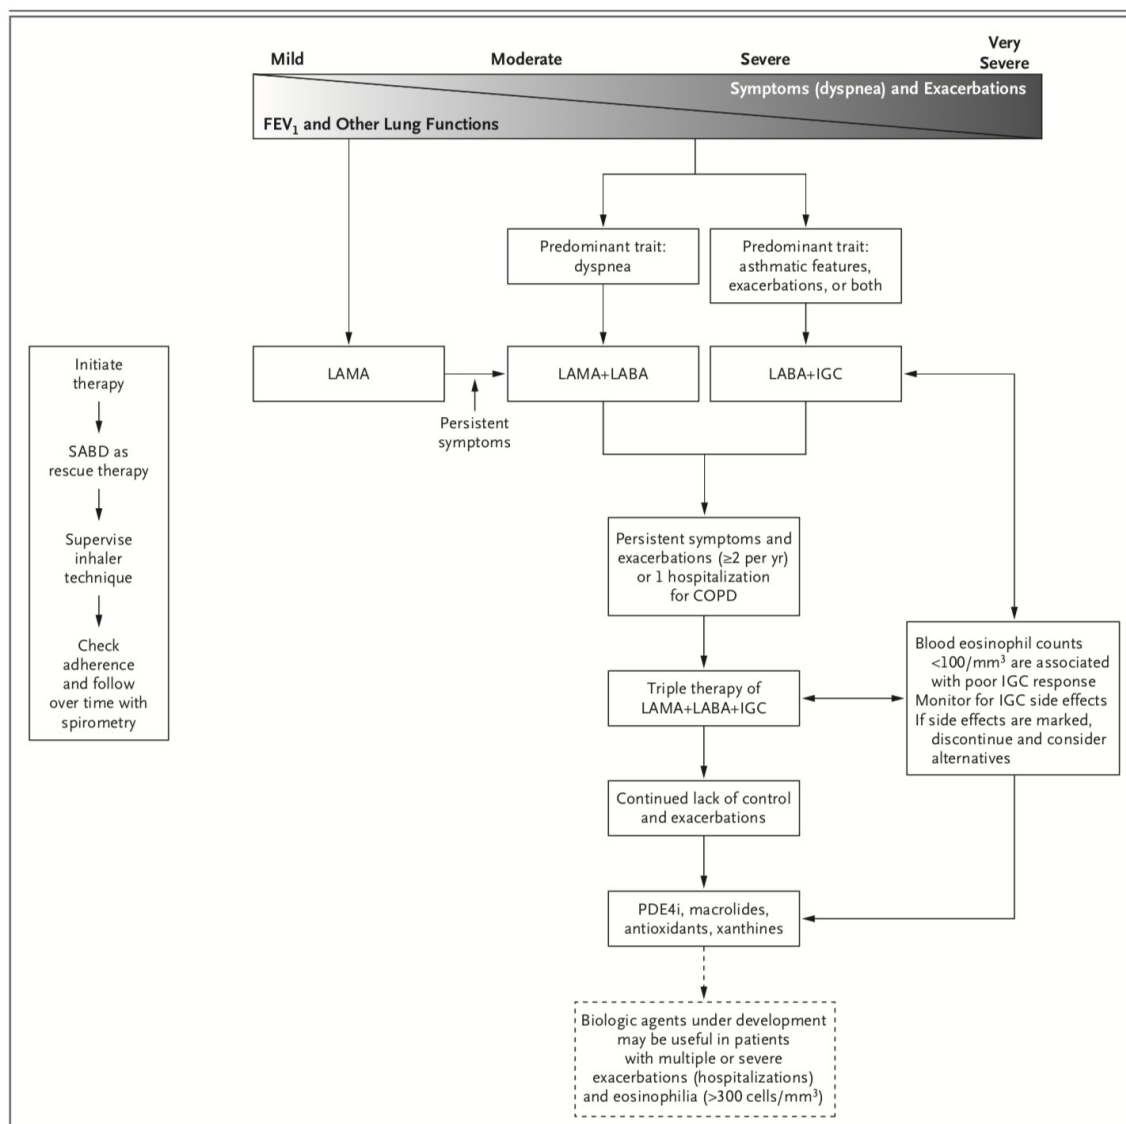 Mild
Moderate
Severe
Very
Severe
Symptoms (dyspnea) and Exacerbations
FEV1 and Other Lung Functions
Predominant trait:
dyspnea
Predominant trait:
asthmatic features,
exacerbations, or both
Initiate
therapy
SABD as
rescue therapy
Supervise
inhaler
technique
Check
adherence
and follow
over time with
spirometry
LAMA
Persistent
symptoms
LAMA+LABA
LABA+IGC
Persistent symptoms and
exacerbations (≥2 per yr)
or 1 hospitalization
for COPD
Triple therapy of
LAMA+LABA+IGC
Blood eosinophil counts
<100/mm³ are associated
with poor IGC response
Monitor for IGC side effects
If side effects are marked,
discontinue and consider
alternatives
Continued lack of control
and exacerbations
PDE4i, macrolides,
antioxidants, xanthines
Biologic agents under development
may be useful in patients
with multiple or severe
exacerbations (hospitalizations)
and eosinophilia (>300 cells/mm³)